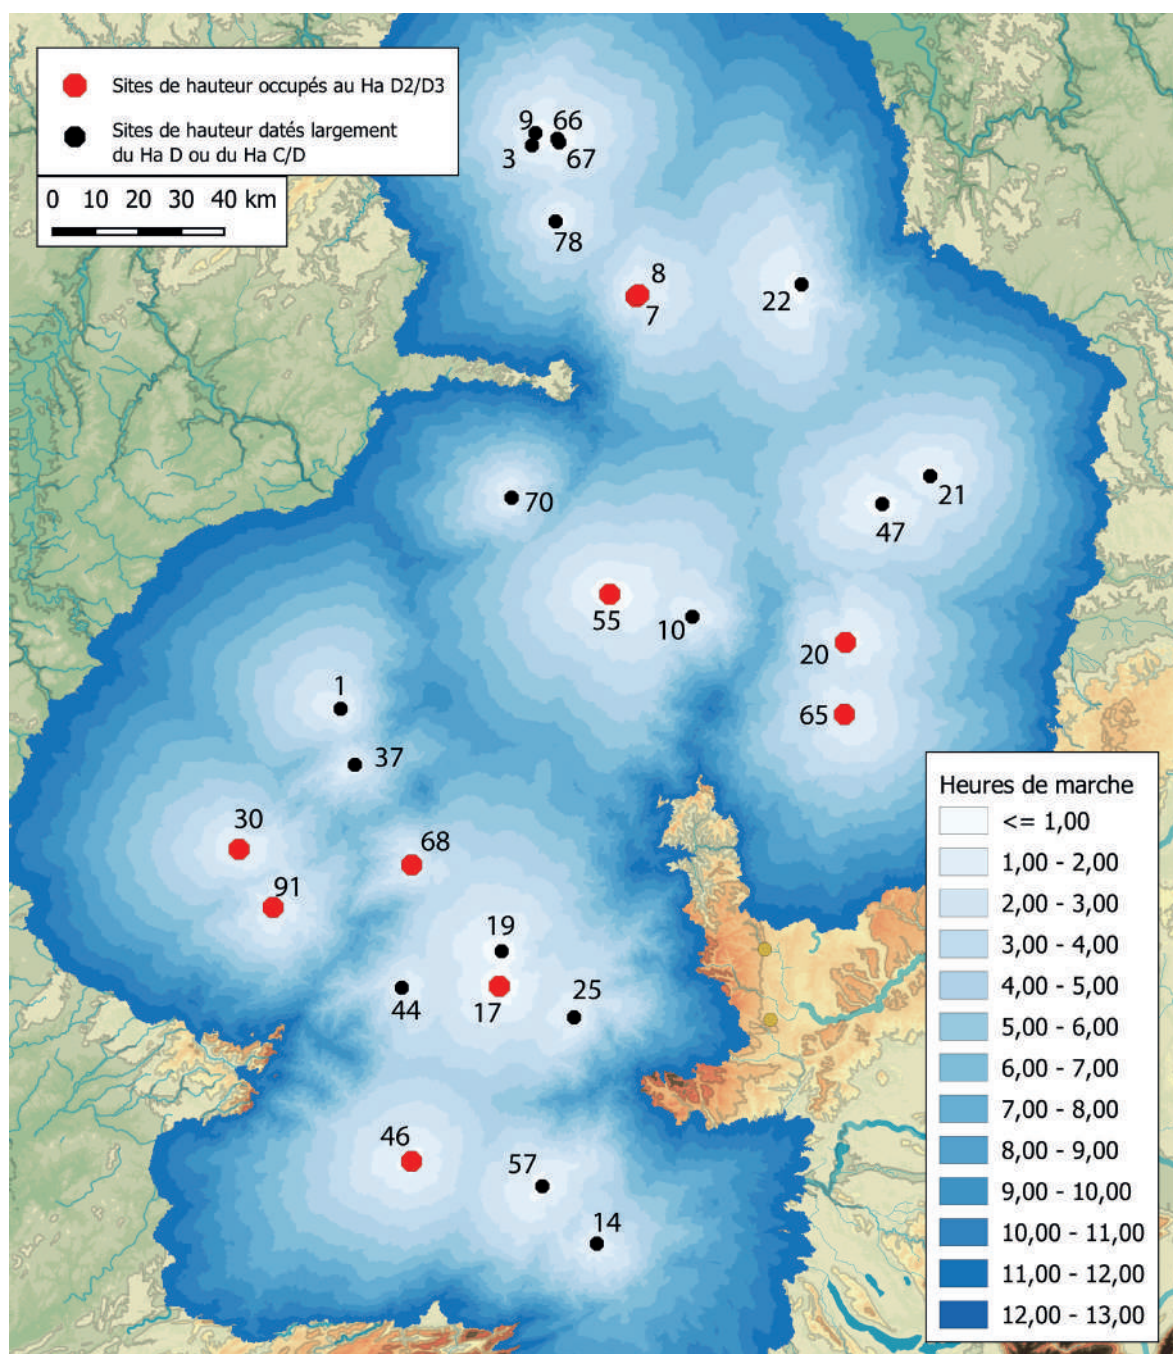 Sites de hauteur occupés au Ha D2/D3
Sites de hauteur datés largement
du Ha D ou du Ha C/D
0 10 20 30 40 km
9 66
3 67
78
8
7
22
21
47
70
55
10
20
65
1
37
30
68
91
19
44
17
25
46
57
14
Heures de marche
<= 1,00
1,00 - 2,00
2,00 - 3,00
3,00 - 4,00
4,00 - 5,00
5,00 - 6,00
6,00 - 7,00
7,00 - 8,00
8,00 - 9,00
9,00 - 10,00
10,00 - 11,00
11,00 - 12,00
12,00 - 13,00